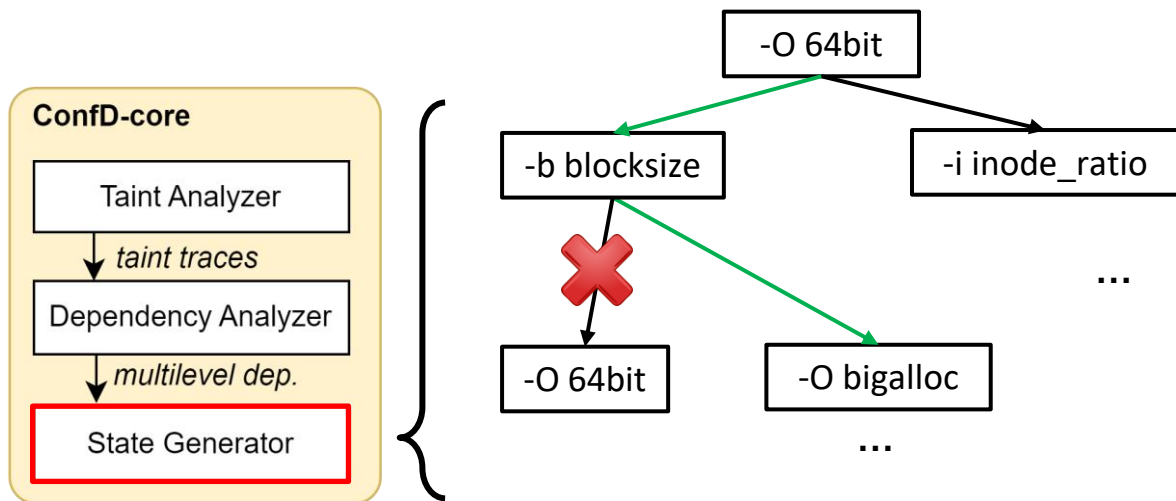 ConfD-core
Taint Analyzer
taint traces
Dependency Analyzer
multilevel dep.
State Generator
-O 64bit
-b blocksize
-i inode_ratio
...
-O 64bit
-O bigalloc
...